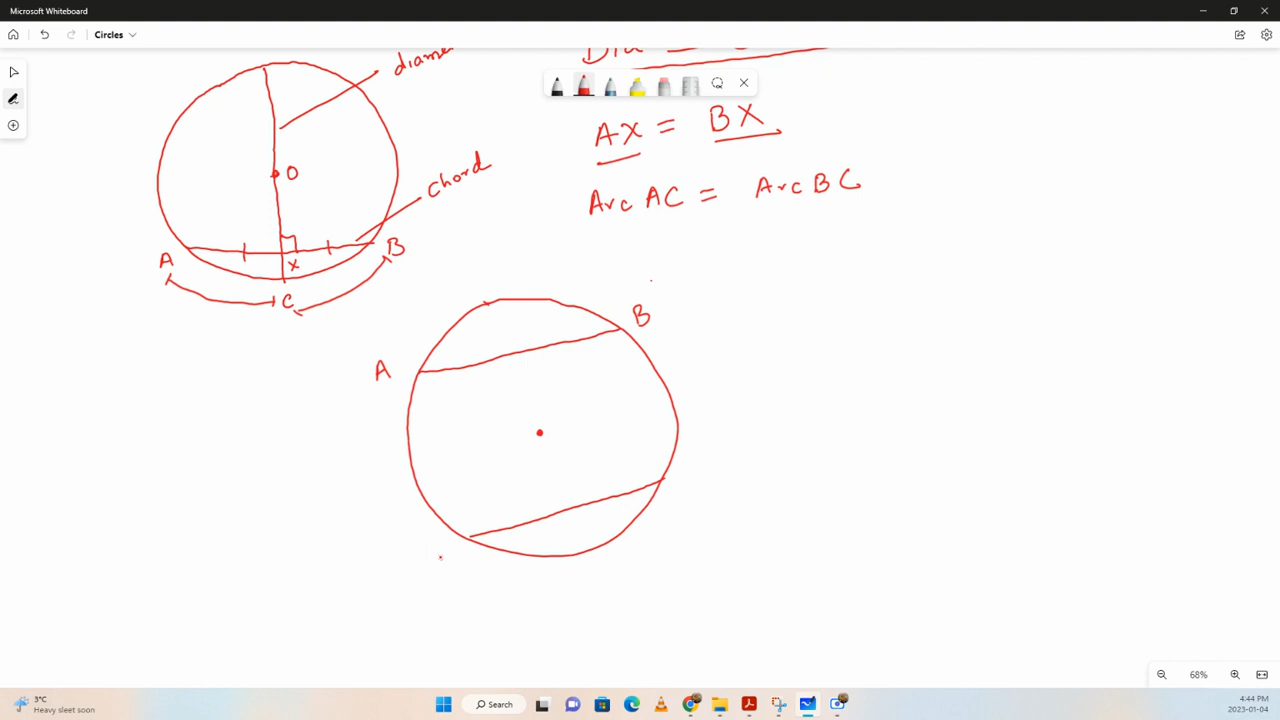 Microsoft Whiteboard
Circles
diame
AX = BX
O
chord
Arc AC = Arc BC
A
B
X
C
B
A
68%
3°C
Heavy sleet soon
Search
4:44 PM
2023-01-04